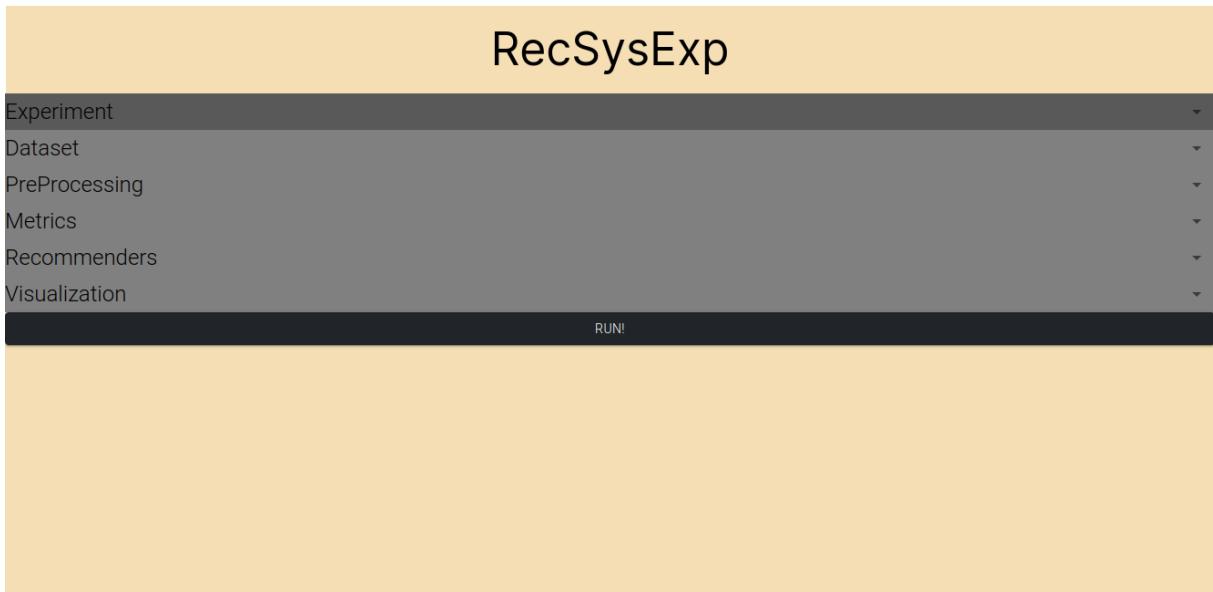 RecSysExp
Experiment
Dataset
PreProcessing
Metrics
Recommenders
Visualization
RUN!